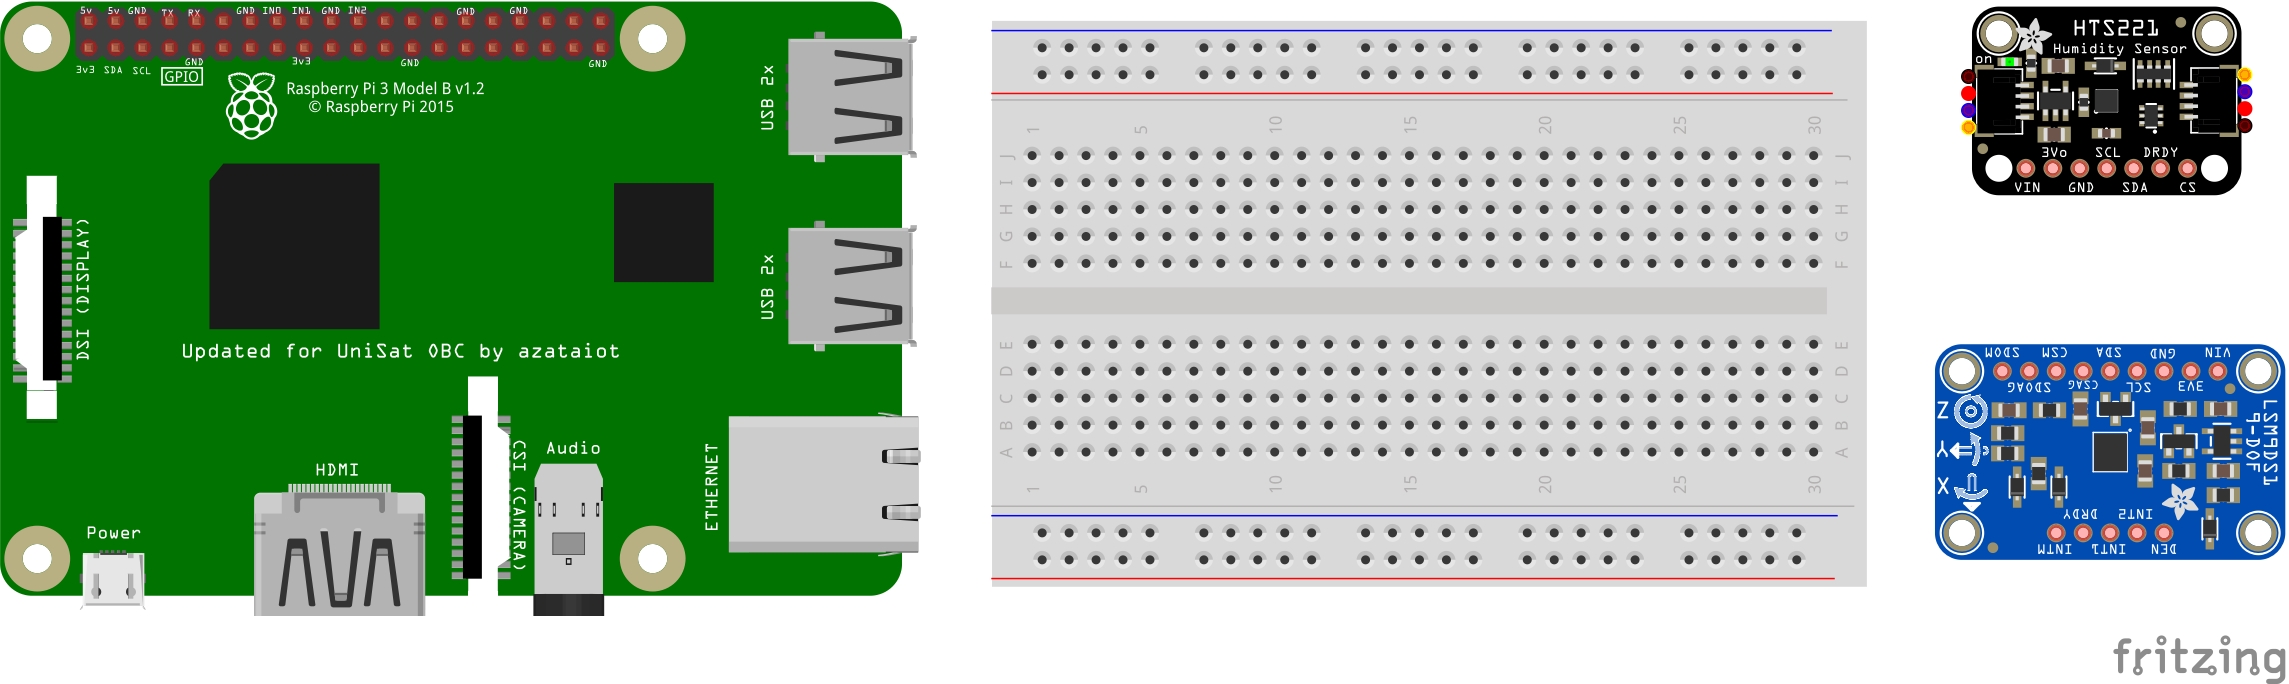 5v 5v GND TX RX GND IN0 IN1 GND IN2 GND GND
3v3 SDA SCL GND 3v3 GND GND
GPIO
Raspberry Pi 3 Model B v1.2
© Raspberry Pi 2015
USB 2x
USB 2x
DSI (DISPLAY)
Updated for UniSat OBC by azataiot
HDMI
CSI (CAMERA)
Audio
ETHERNET
Power
1 5 10 15 20 25 30
J J
I I
H H
G G
F F
E E
D D
C C
B B
A A
1 5 10 15 20 25 30
HTS221
Humidity Sensor
on
3Vo SCL DRDY
VIN GND SDA CS
SDOM CSM SDA GND VIN
SDOAG CSAG SCL 3V3
Z
Y
X
LSM9DS1
9-DOF
DRDY INT2
INTM INT1 DEN
fritzing